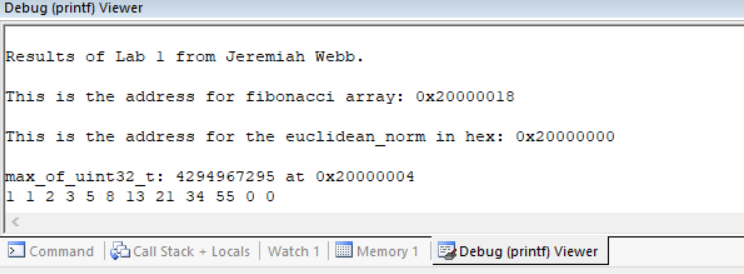 Debug (printf) Viewer
Results of Lab 1 from Jeremiah Webb.
This is the address for fibonacci array: 0x20000018
This is the address for the euclidean_norm in hex: 0x20000000
max_of_uint32_t: 4294967295 at 0x20000004
1 1 2 3 5 8 13 21 34 55 0 0
Command Call Stack + Locals Watch 1 Memory 1 Debug (printf) Viewer